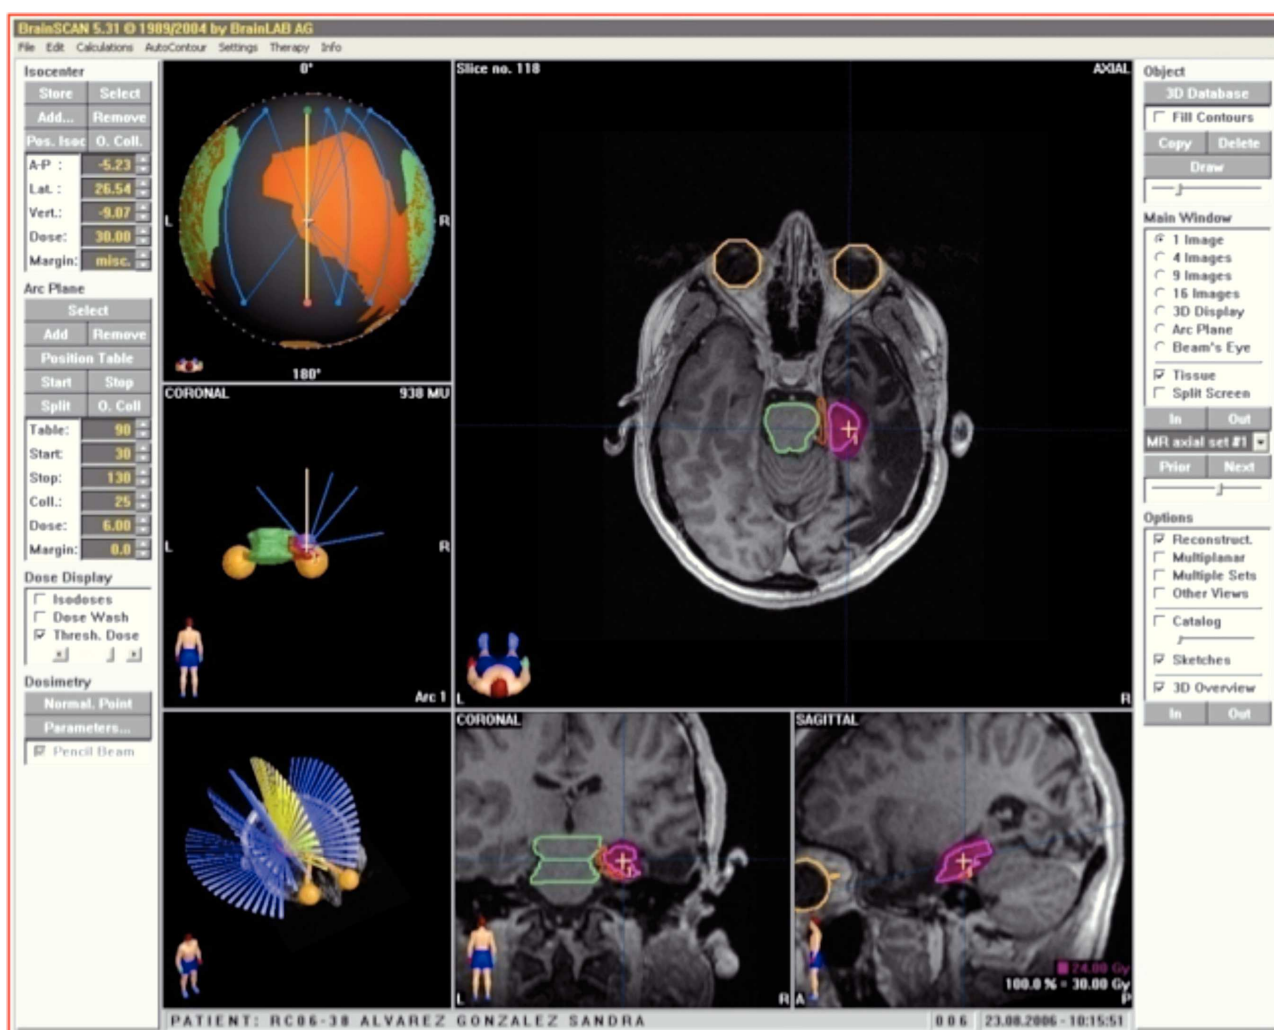 BrainSCAN 5.31 © 1989/2004 by BrainLAB AG
File Edit Calculations AutoContour Settings Therapy Info
Isocenter
Store Select
Add... Remove
Pos. Isoc O. Coll.
A-P : -5.23
Lat. : 26.54
Vert.: -9.07
Dose: 30.00
Margin: misc.
Arc Plane
Select
Add Remove
Position Table
Start Stop
Split O. Coll
Table: 90
Start: 30
Stop: 130
Coll.: 25
Dose: 6.00
Margin: 0.0
Dose Display
Isodoses
Dose Wash
Thresh. Dose
Dosimetry
Normal. Point
Parameters...
Pencil Beam
0°
L R
180°
CORONAL 938 MU
L R
Arc 1
Slice no. 118 AXIAL
1
L R
CORONAL
1
L R
SAGITTAL
24.00 Gy
100.0 % = 30.00 Gy
A P
Object
3D Database
Fill Contours
Copy Delete
Draw
Main Window
1 Image
4 Images
9 Images
16 Images
3D Display
Arc Plane
Beam's Eye
Tissue
Split Screen
In Out
MR axial set #1
Prior Next
Options
Reconstruct.
Multiplanar
Multiple Sets
Other Views
Catalog
Sketches
3D Overview
In Out
PATIENT: RC06-38 ALVAREZ GONZALEZ SANDRA 006 23.08.2006 - 10:15:51